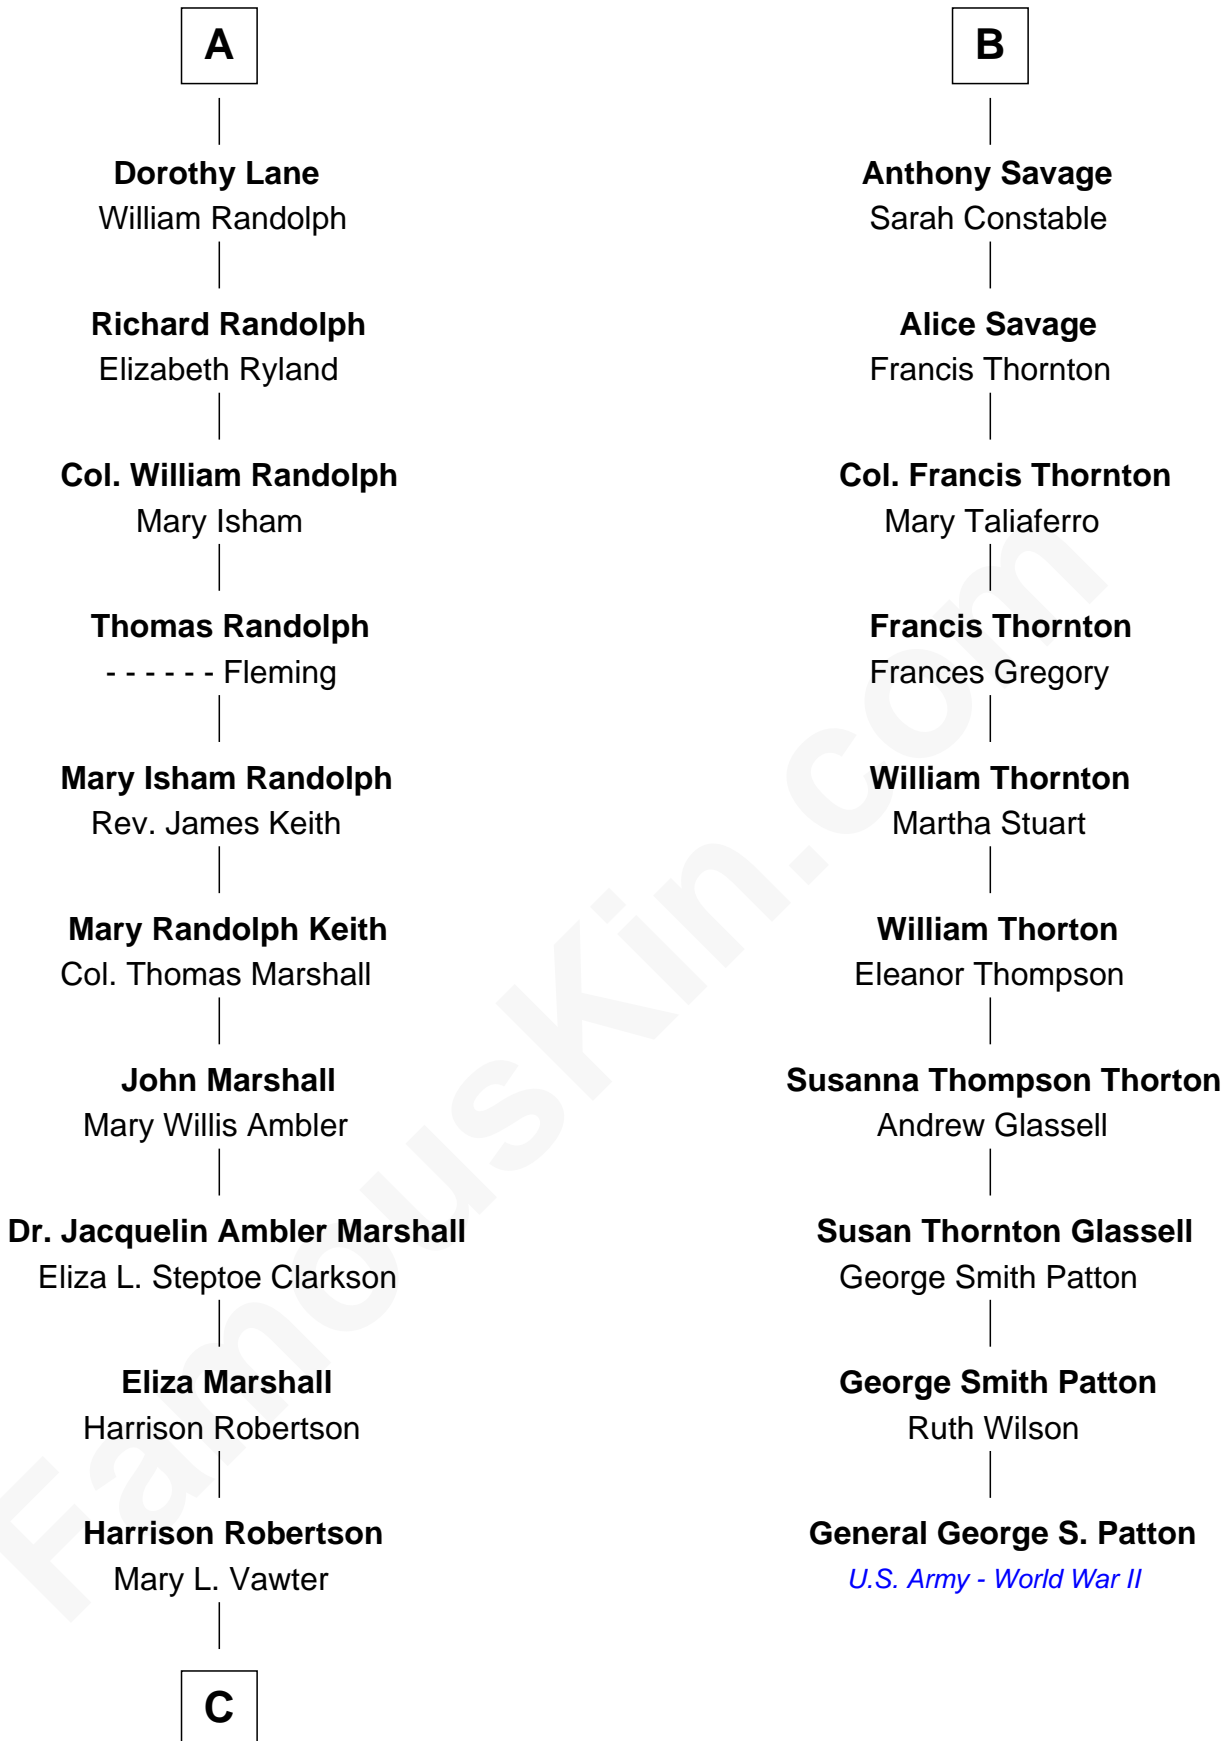 A
Dorothy Lane
William Randolph
Richard Randolph
Elizabeth Ryland
Col. William Randolph
Mary Isham
Thomas Randolph
- - - - - - Fleming
Mary Isham Randolph
Rev. James Keith
Mary Randolph Keith
Col. Thomas Marshall
John Marshall
Mary Willis Ambler
Dr. Jacquelin Ambler Marshall
Eliza L. Steptoe Clarkson
Eliza Marshall
Harrison Robertson
Harrison Robertson
Mary L. Vawter
C
B
Anthony Savage
Sarah Constable
Alice Savage
Francis Thornton
Col. Francis Thornton
Mary Taliaferro
Francis Thornton
Frances Gregory
William Thornton
Martha Stuart
William Thorton
Eleanor Thompson
Susanna Thompson Thorton
Andrew Glassell
Susan Thornton Glassell
George Smith Patton
George Smith Patton
Ruth Wilson
General George S. Patton
U.S. Army - World War II
FamousKin.com